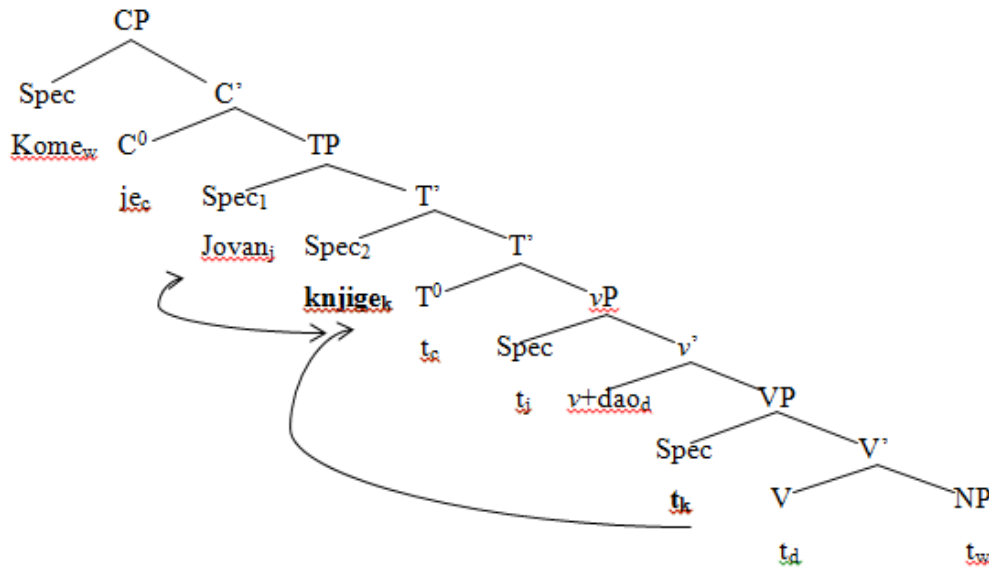 CP
Spec C’
Komew C⁰ TP
jec Spec₁ T’
Jovanj Spec₂ T’
knjigek T⁰ vP
tc Spec v’
tj v+daod VP
Spec V’
tk V NP
td tw